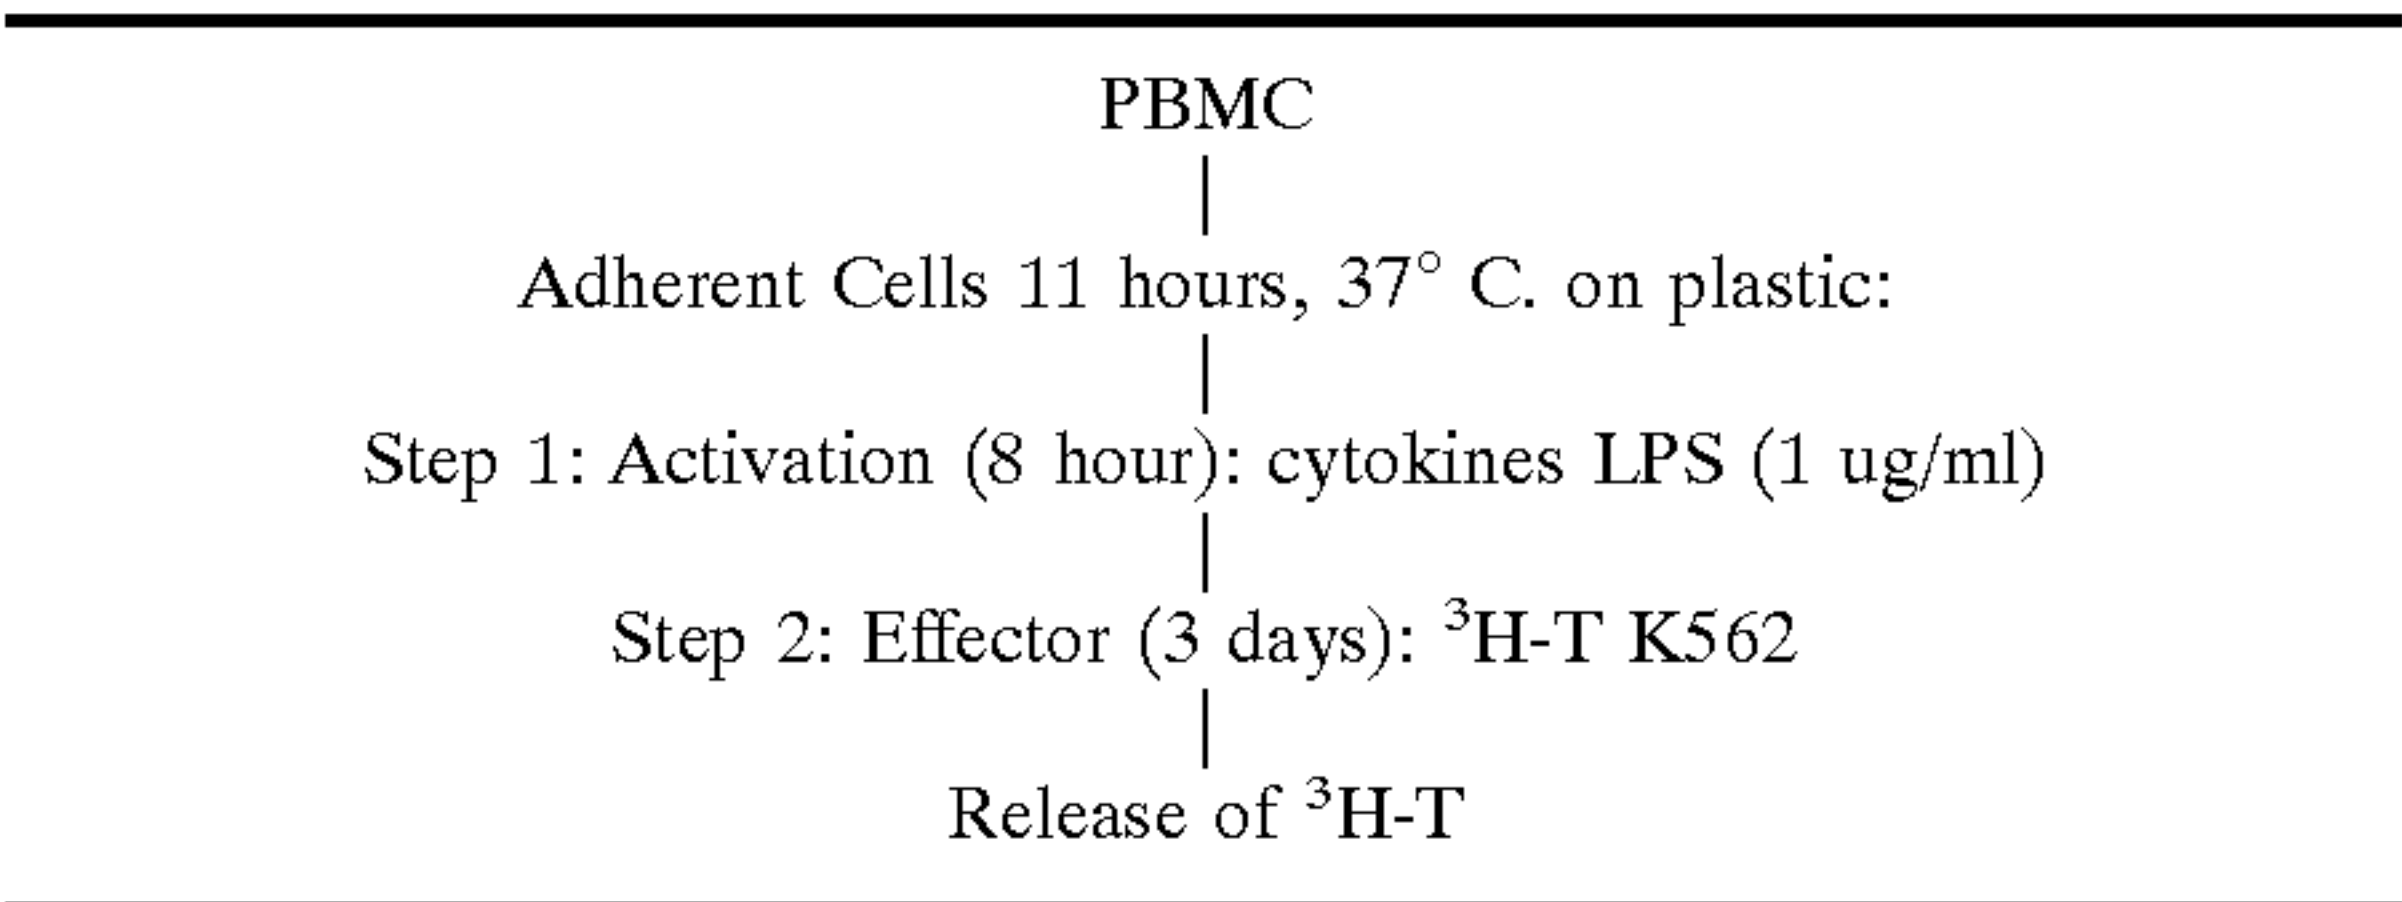 PBMC
Adherent Cells 11 hours, 37° C. on plastic:
Step 1: Activation (8 hour): cytokines LPS (1 ug/ml)
Step 2: Effector (3 days): ³H-T K562
Release of ³H-T